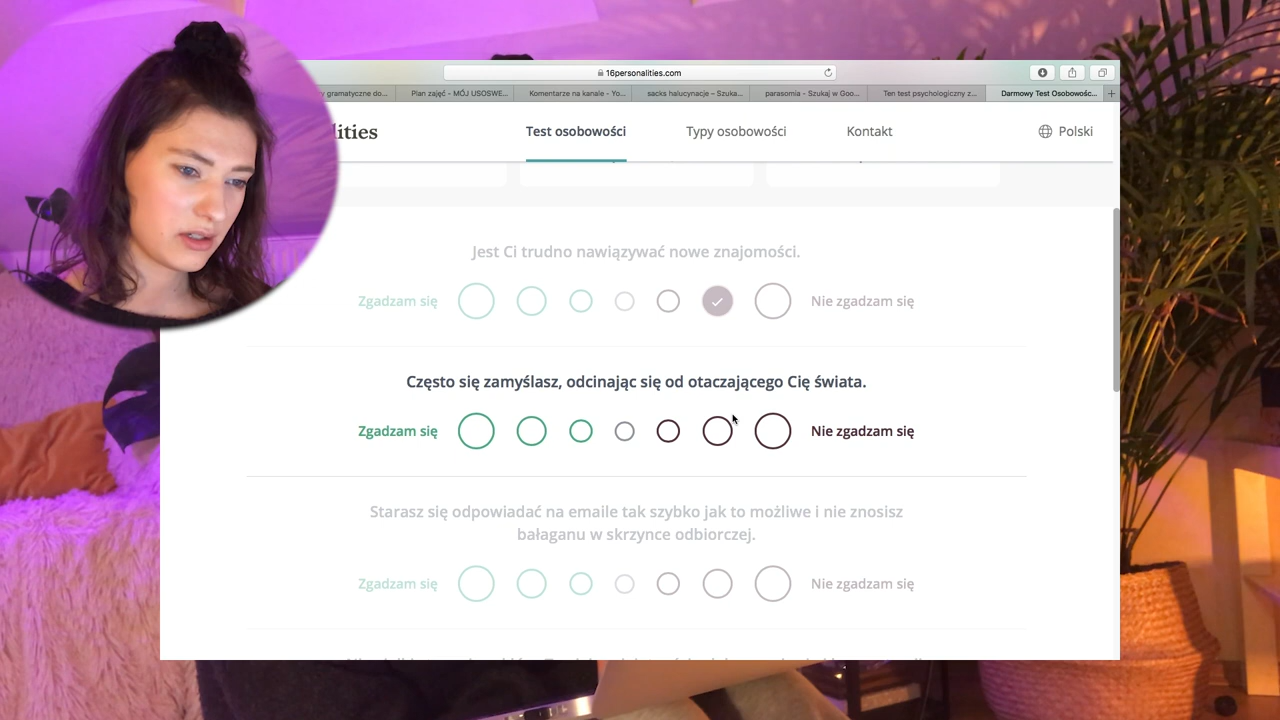 16personalities.com
y gramatyczne do...
Plan zajęć - MÓJ USOSWE...
Komentarze na kanale - Yo...
sacks halucynacje – Szuka...
parasomia - Szukaj w Goo...
Ten test psychologiczny z...
Darmowy Test Osobowośc...
lities
Test osobowości
Typy osobowości
Kontakt
Polski
Jest Ci trudno nawiązywać nowe znajomości.
Zgadzam się
Nie zgadzam się
Często się zamyślasz, odcinając się od otaczającego Cię świata.
Zgadzam się
Nie zgadzam się
Starasz się odpowiadać na emaile tak szybko jak to możliwe i nie znosisz
bałaganu w skrzynce odbiorczej.
Zgadzam się
Nie zgadzam się